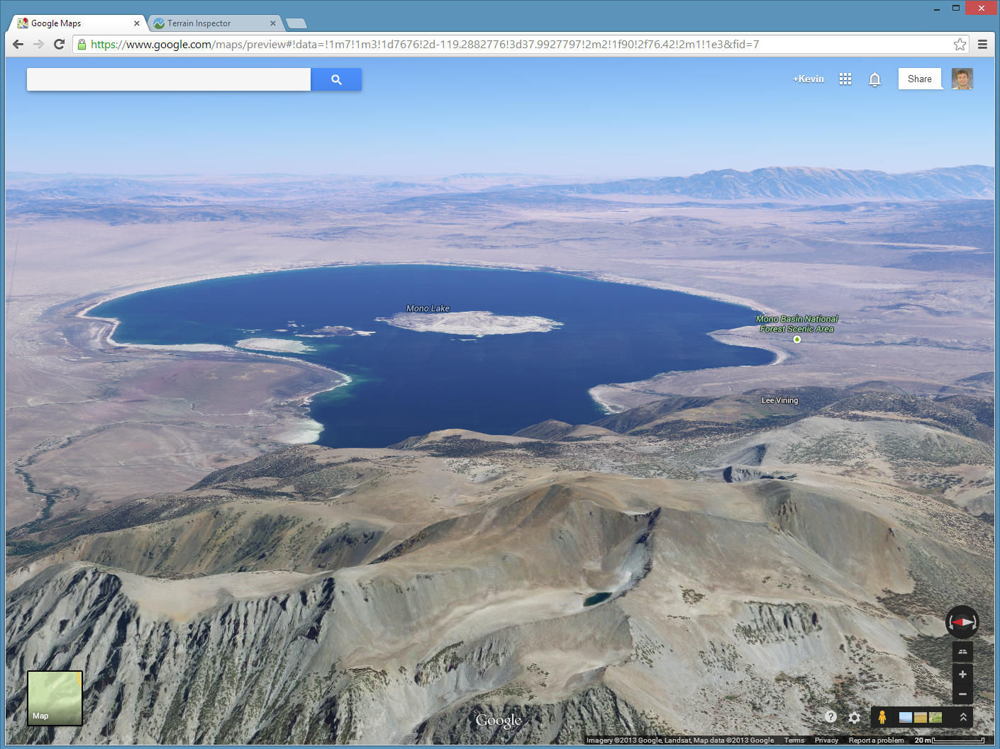 Google Maps
Terrain Inspector
https://www.google.com/maps/preview#!data=!1m7!1m3!1d7676!2d-119.2882776!3d37.9927797!2m2!1f90!2f76.42!2m1!1e3&fid=7
+Kevin
Share
Mono Lake
Mono Basin National
Forest Scenic Area
Lee Vining
Map
Google
?
Imagery ©2013 Google, Landsat, Map data ©2013 Google
Terms
Privacy
Report a problem
20 m